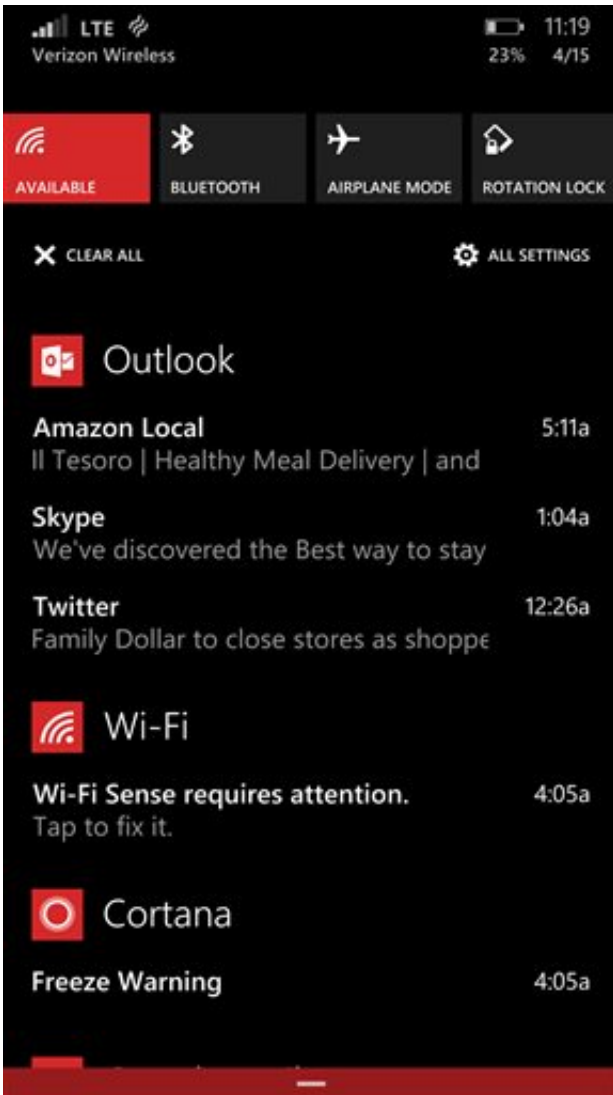 LTE 11:19
Verizon Wireless 23% 4/15
AVAILABLE BLUETOOTH AIRPLANE MODE ROTATION LOCK
CLEAR ALL ALL SETTINGS
Outlook
Amazon Local 5:11a
Il Tesoro | Healthy Meal Delivery | and
Skype 1:04a
We've discovered the Best way to stay
Twitter 12:26a
Family Dollar to close stores as shoppe
Wi-Fi
Wi-Fi Sense requires attention. 4:05a
Tap to fix it.
Cortana
Freeze Warning 4:05a